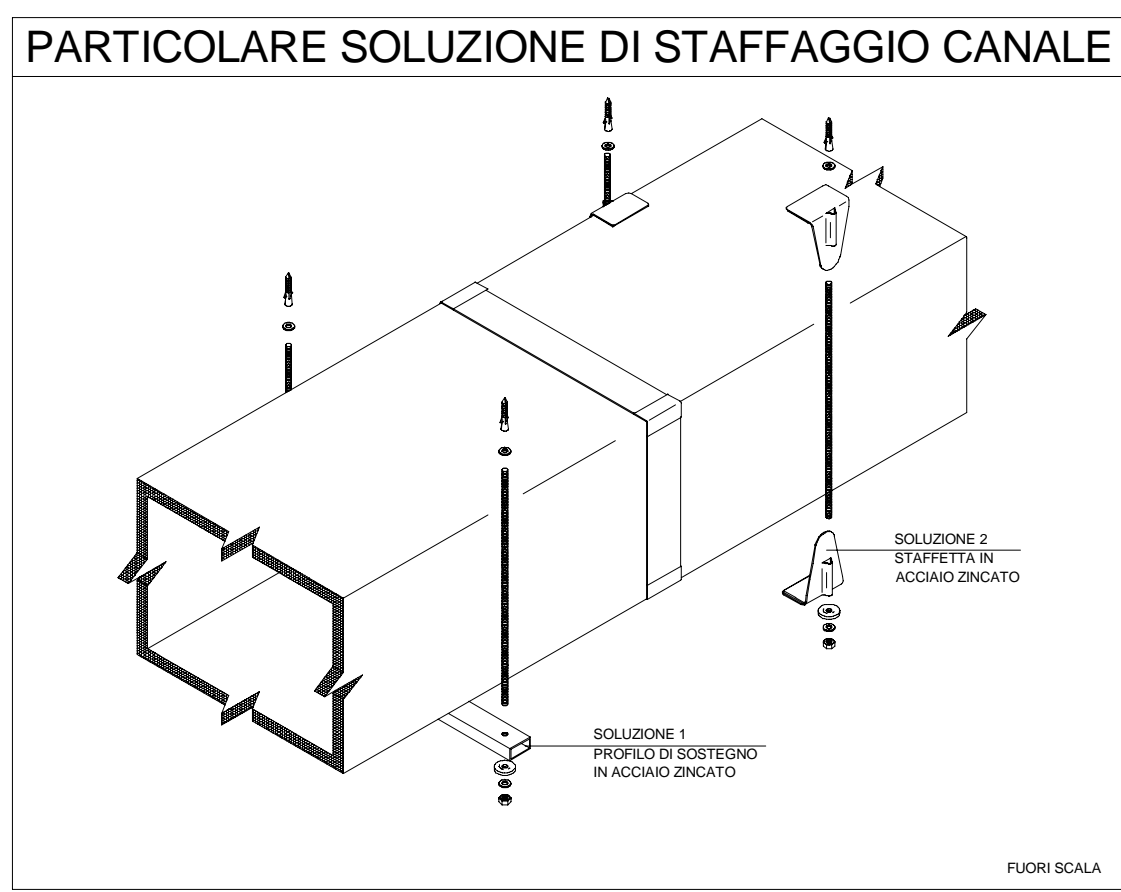 PARTICOLARE SOLUZIONE DI STAFFAGGIO CANALE
SOLUZIONE 2
STAFFETTA IN
ACCIAIO ZINCATO
SOLUZIONE 1
PROFILO DI SOSTEGNO
IN ACCIAIO ZINCATO
FUORI SCALA